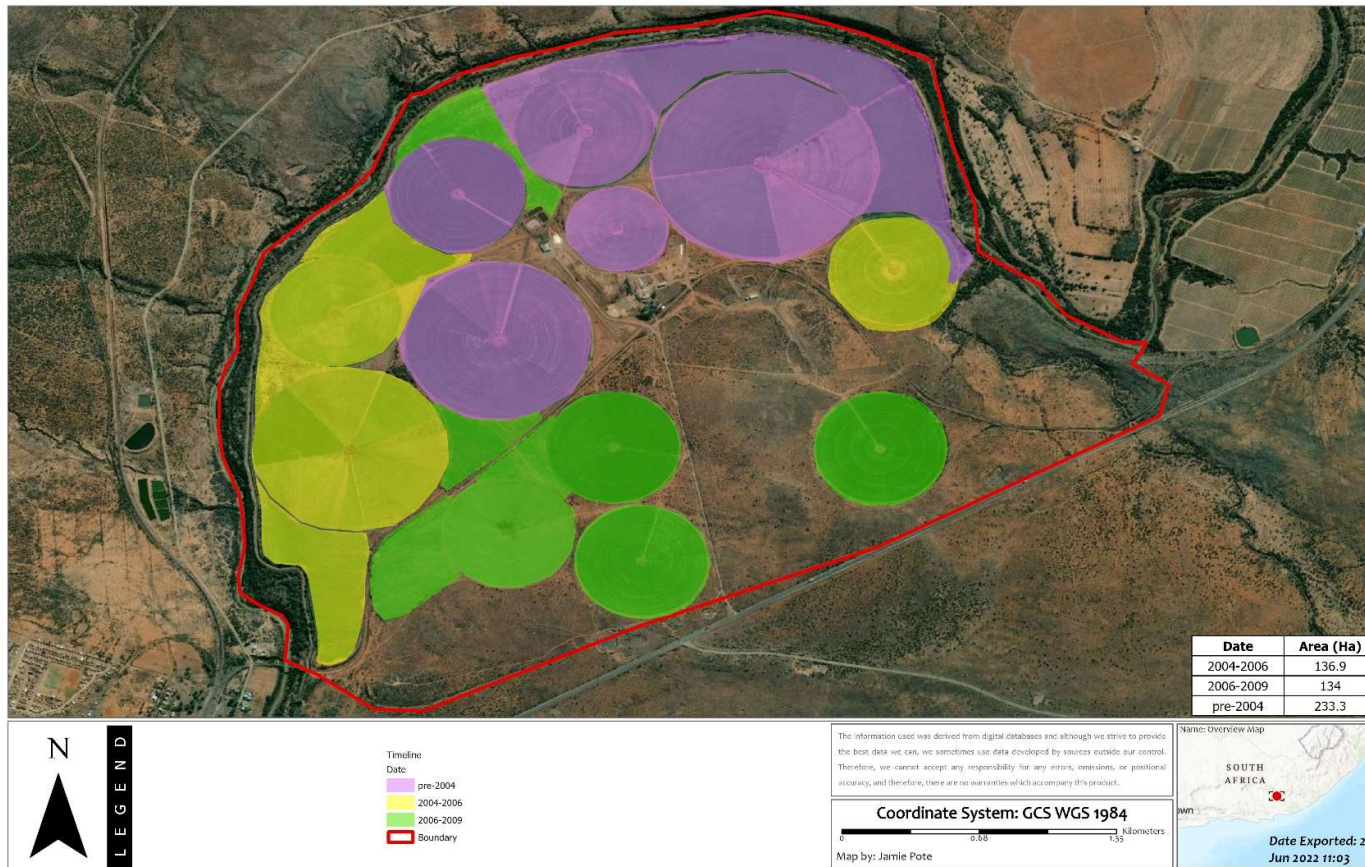 Date Area (Ha)
2004-2006 136.9
2006-2009 134
pre-2004 233.3
N
LEGEND
Timeline
Date
pre-2004
2004-2006
2006-2009
Boundary
The information used was derived from digital databases and although we strive to provide
the best data we can, we sometimes use data developed by sources outside our control.
Therefore, we cannot accept any responsibility for any errors, omissions, or positional
accuracy, and therefore, there are no warranties which accompany this product.
Coordinate System: GCS WGS 1984
Kilometers
0 0.68 1.35
Map by: Jamie Pote
Name: Overview Map
SOUTH
AFRICA
own
Date Exported: 2
Jun 2022 11:03